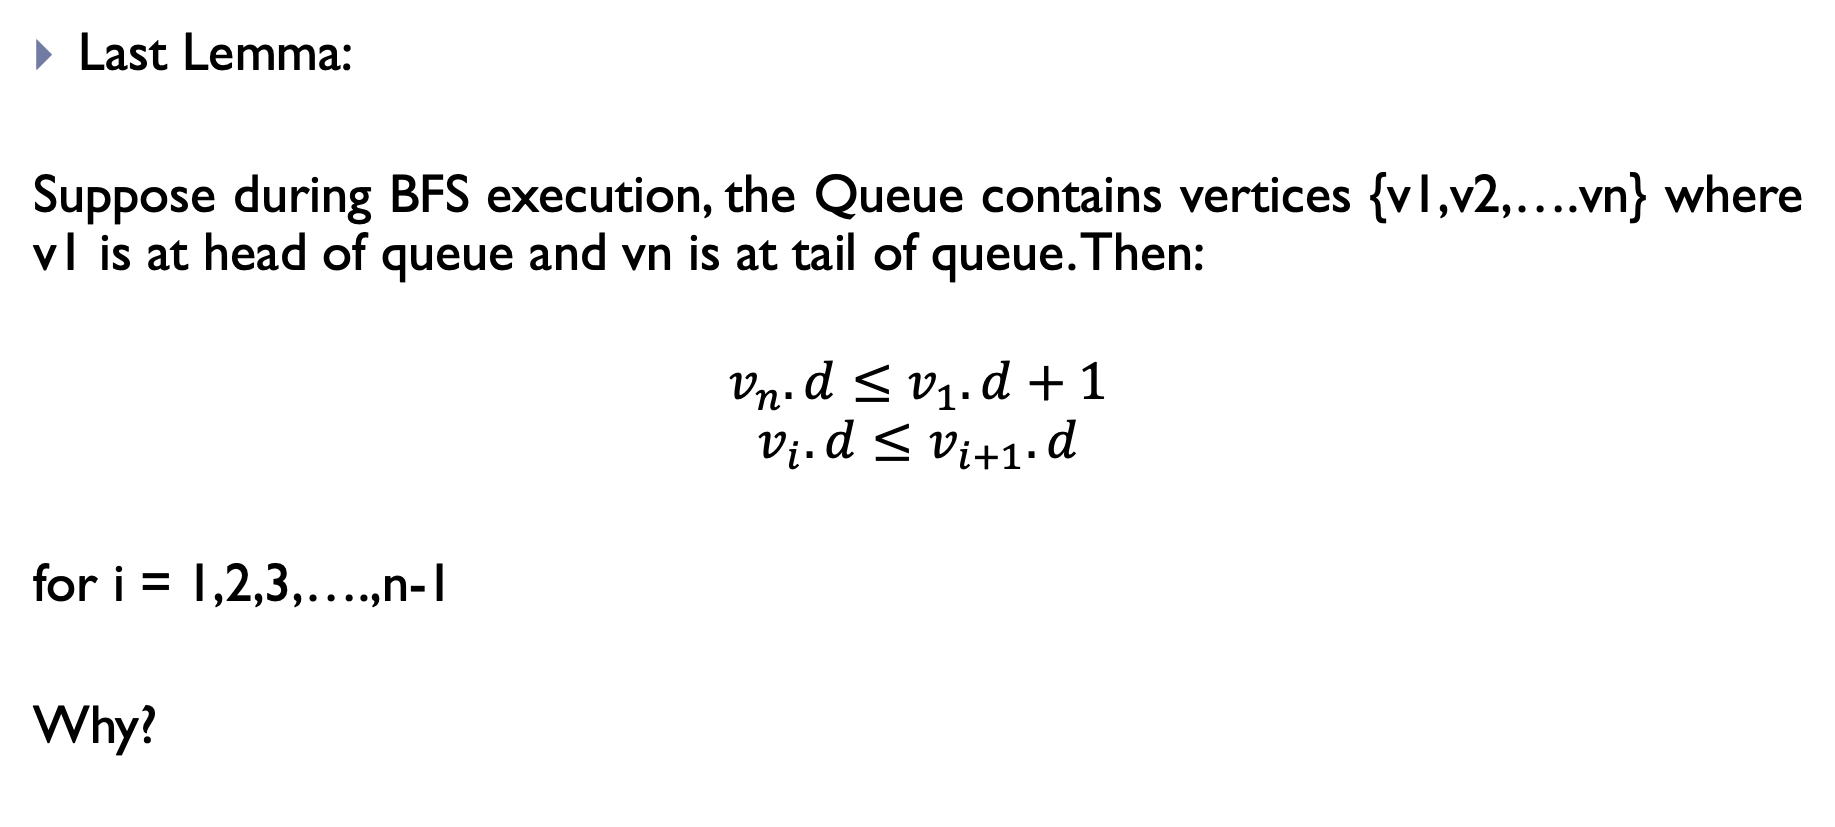 Last Lemma:
Suppose during BFS execution, the Queue contains vertices {v1,v2,….vn} where
v1 is at head of queue and vn is at tail of queue. Then:
vₙ. d ≤ v₁. d + 1
vᵢ. d ≤ vᵢ₊₁. d
for i = 1,2,3,….,n-1
Why?